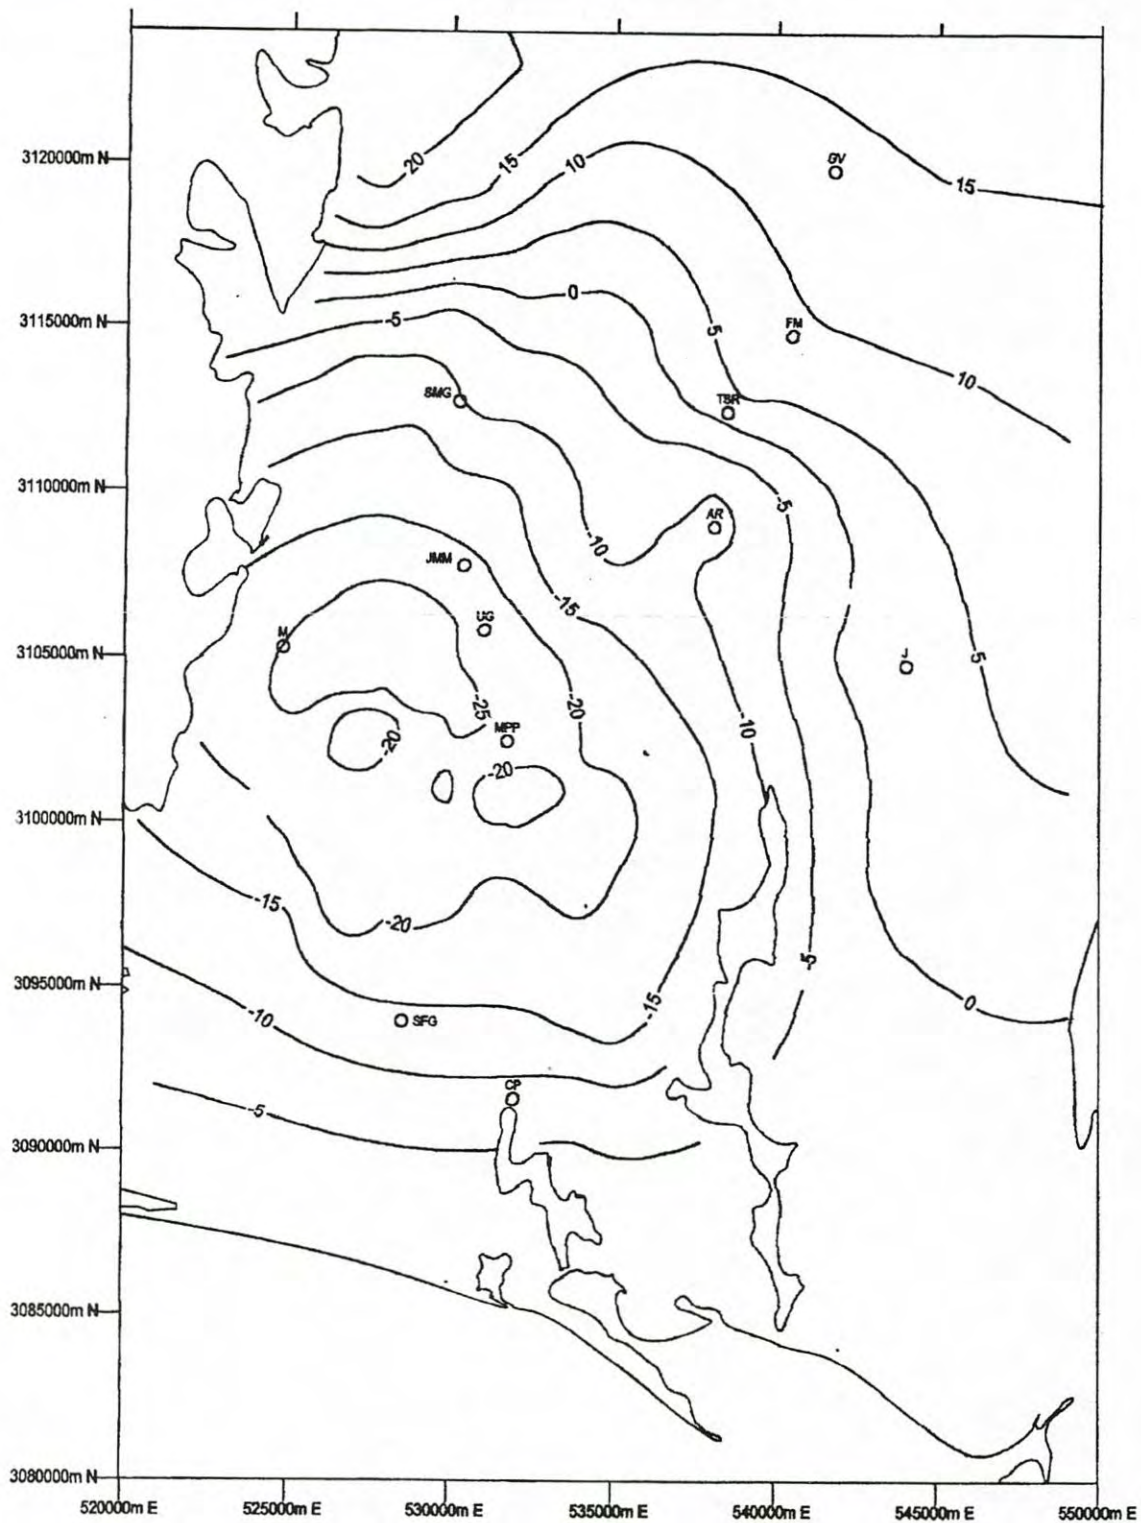 3120000m N
20
15
10
GV
15
3115000m N
-5
0
5
FM
10
SMG
TSR
3110000m N
-5
AR
-10
JMM
-15
M
UG
3105000m N
J
5
-25
-20
-10
MPP
-20
-20
3100000m N
-15
-20
-5
3095000m N
-15
0
-10
SFG
CP
-5
3090000m N
3085000m N
3080000m N
520000m E
525000m E
530000m E
535000m E
540000m E
545000m E
550000m E